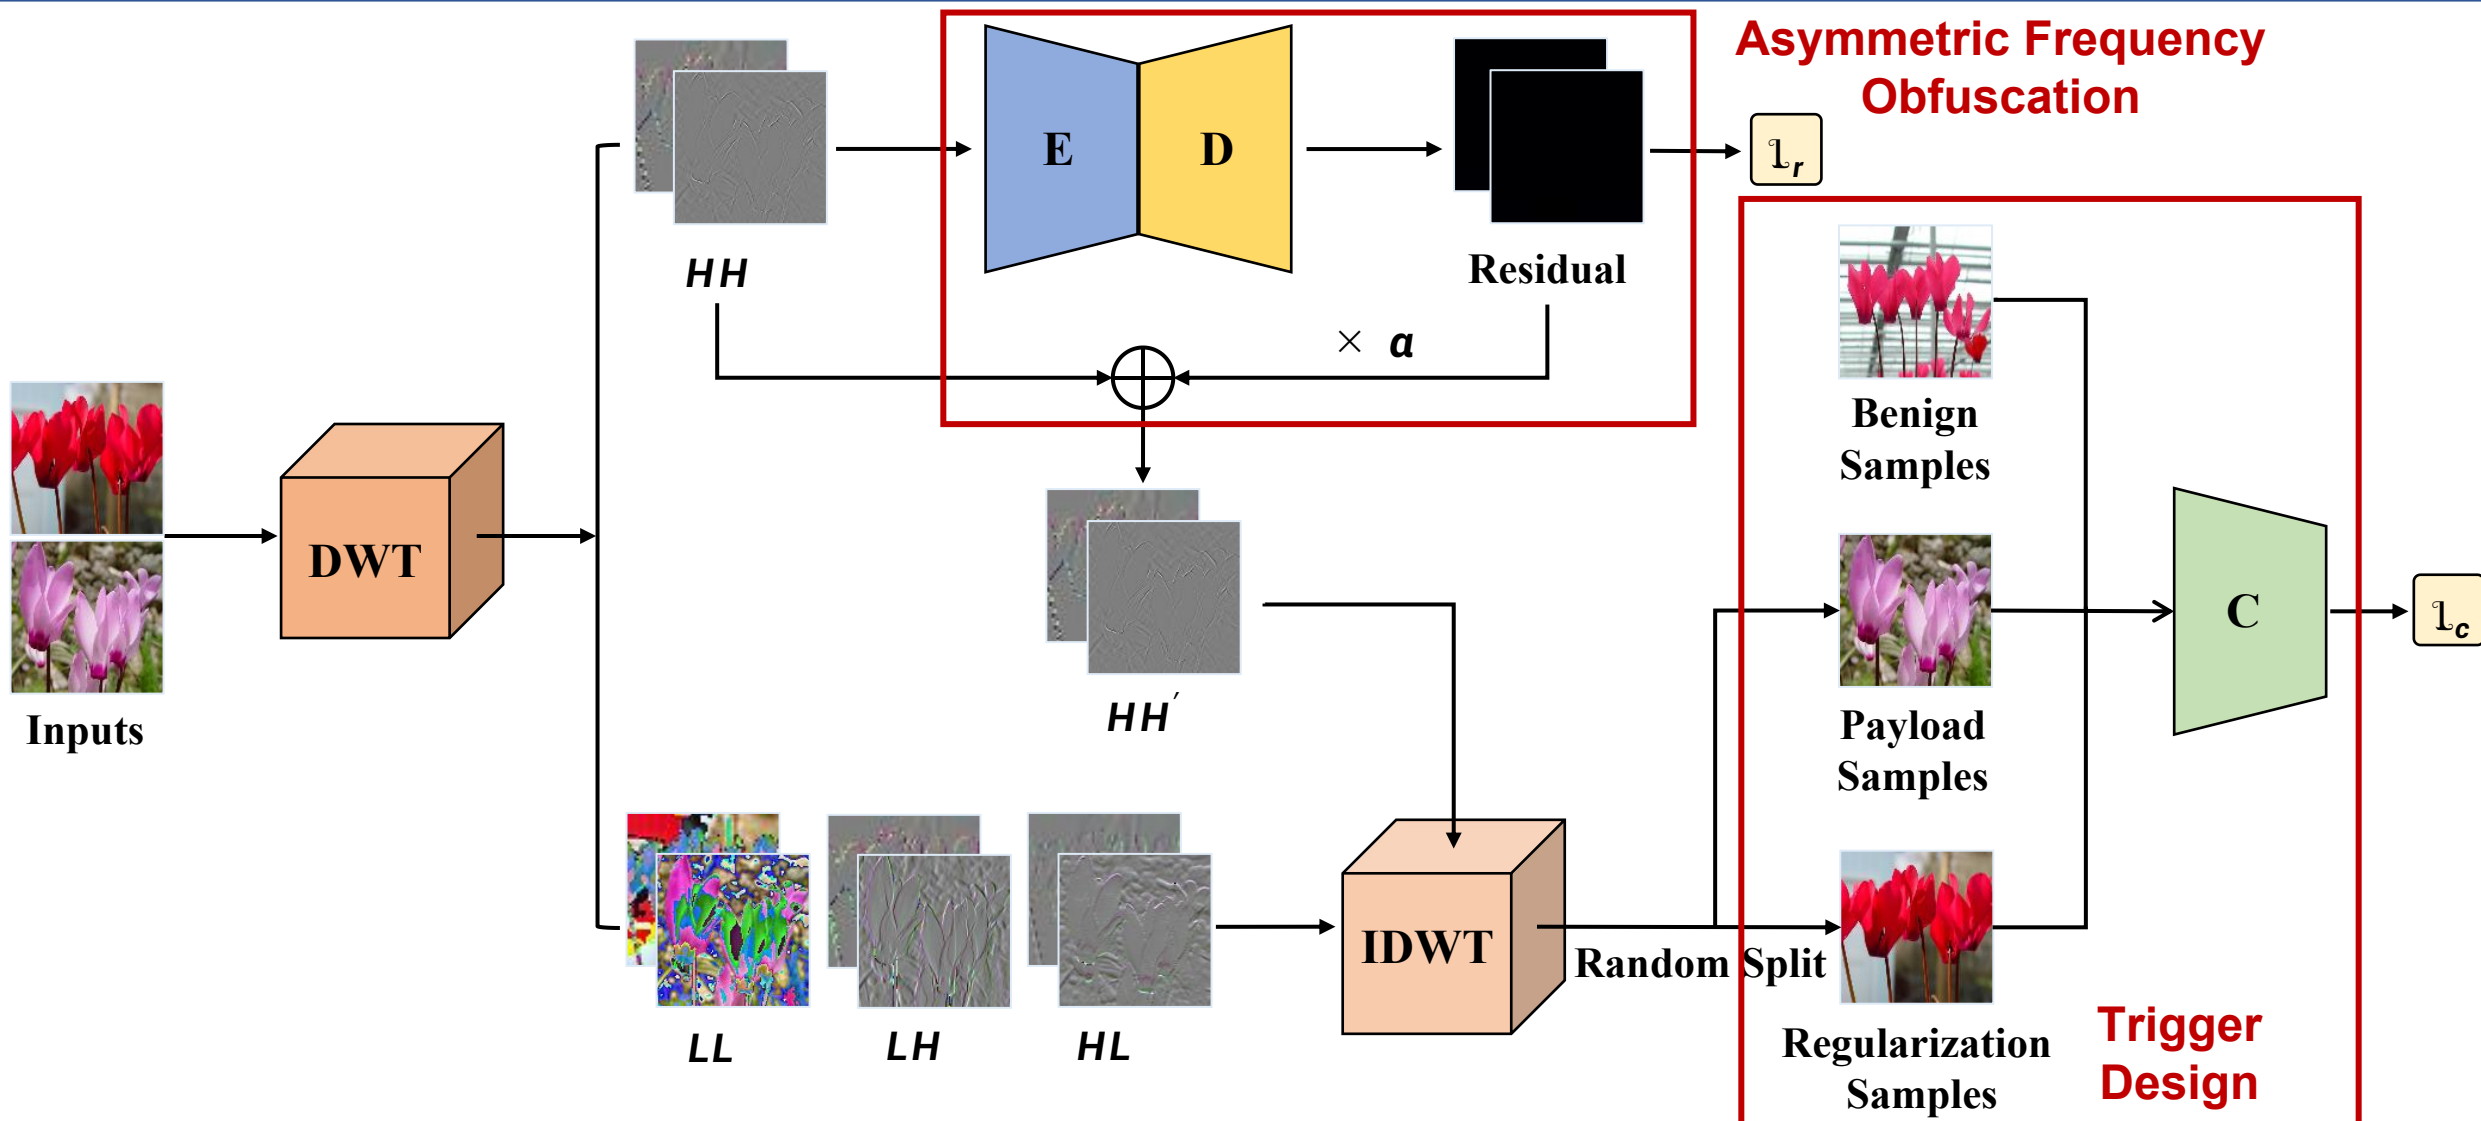 Asymmetric Frequency
Obfuscation
E
D
𝔩r
HH
Residual
× a
Benign
Samples
DWT
C
𝔩c
HH′
Inputs
Payload
Samples
IDWT
Random Split
LL
LH
HL
Regularization
Samples
Trigger
Design